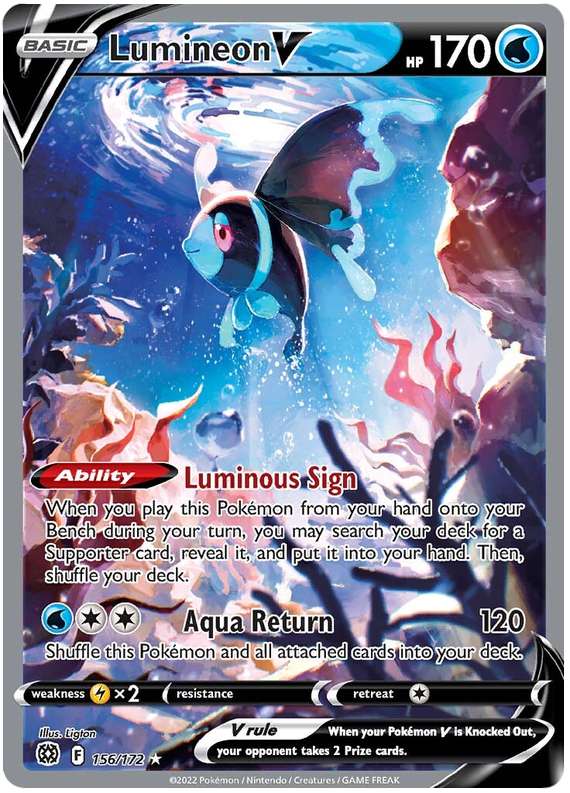 BASIC Lumineon V HP 170
Ability Luminous Sign
When you play this Pokémon from your hand onto your
Bench during your turn, you may search your deck for a
Supporter card, reveal it, and put it into your hand. Then,
shuffle your deck.
Aqua Return 120
Shuffle this Pokémon and all attached cards into your deck.
weakness ×2 resistance retreat
V rule When your Pokémon V is Knocked Out,
your opponent takes 2 Prize cards.
Illus. Ligton
F 156/172
©2022 Pokémon / Nintendo / Creatures / GAME FREAK